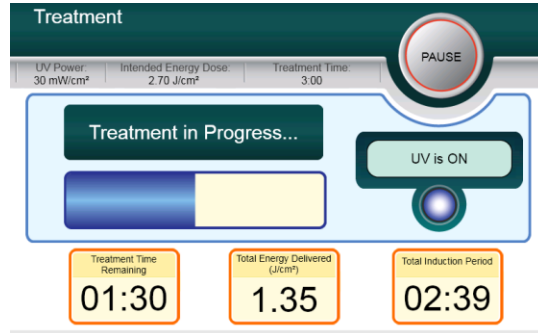 Treatment
PAUSE
UV Power: Intended Energy Dose: Treatment Time:
30 mW/cm² 2.70 J/cm² 3:00
Treatment in Progress...
UV is ON
Treatment Time
Remaining
01:30
Total Energy Delivered
(J/cm²)
1.35
Total Induction Period
02:39